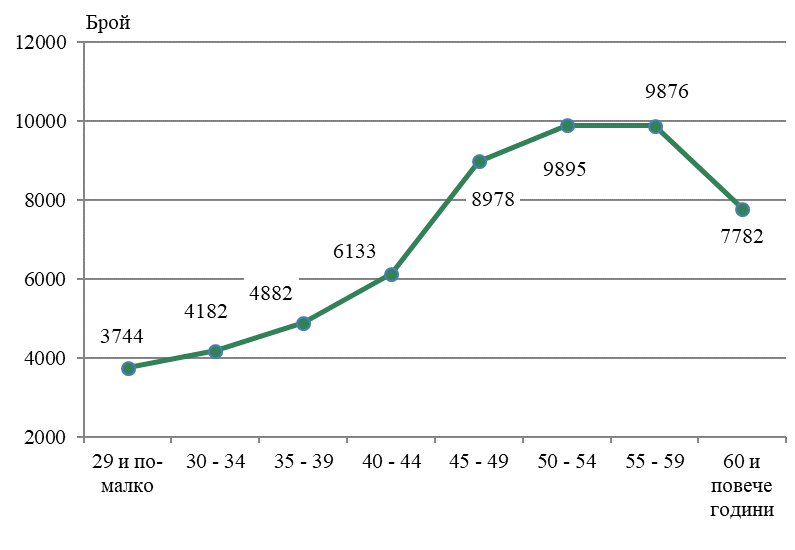 Брой
12000
10000
8000
6000
4000
2000
3744
4182
4882
6133
8978
9895
9876
7782
29 и по-
малко
30 - 34
35 - 39
40 - 44
45 - 49
50 - 54
55 - 59
60 и
повече
години